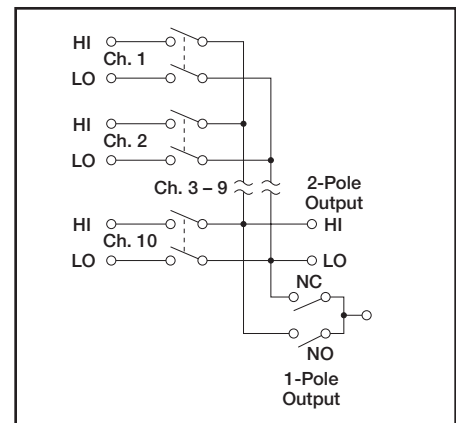 HI
Ch. 1
LO
HI
Ch. 2
LO
Ch. 3 – 9
2-Pole
Output
HI
Ch. 10
LO
HI
LO
NC
NO
1-Pole
Output